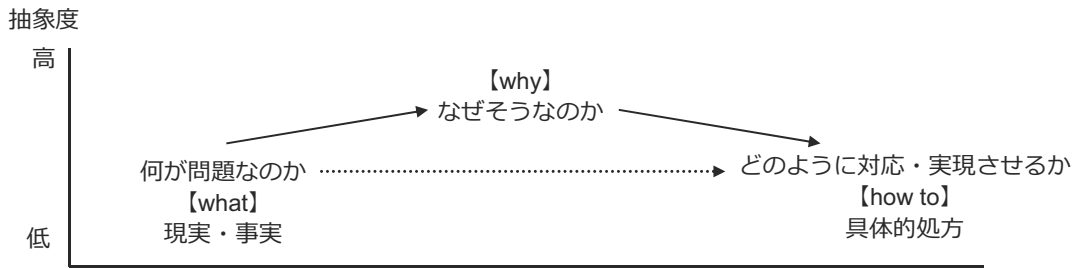 抽象度
高
【why】
なぜそうなのか
何が問題なのか
【what】
現実・事実
どのように対応・実現させるか
【how to】
具体的処方
低